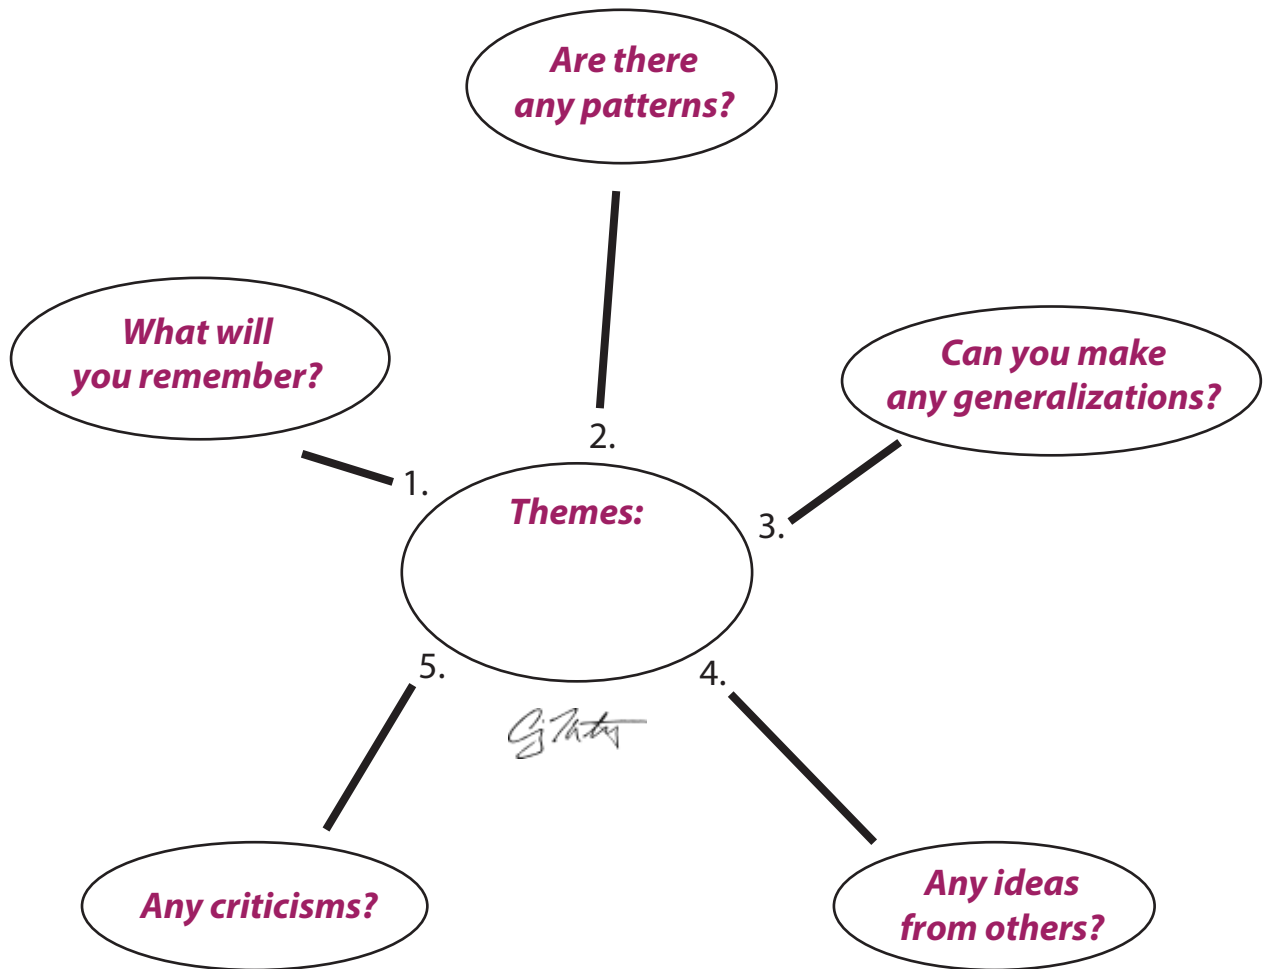 Are there
any patterns?
What will
you remember?
Can you make
any generalizations?
2.
1.
Themes:
3.
5.
4.
Any criticisms?
Any ideas
from others?